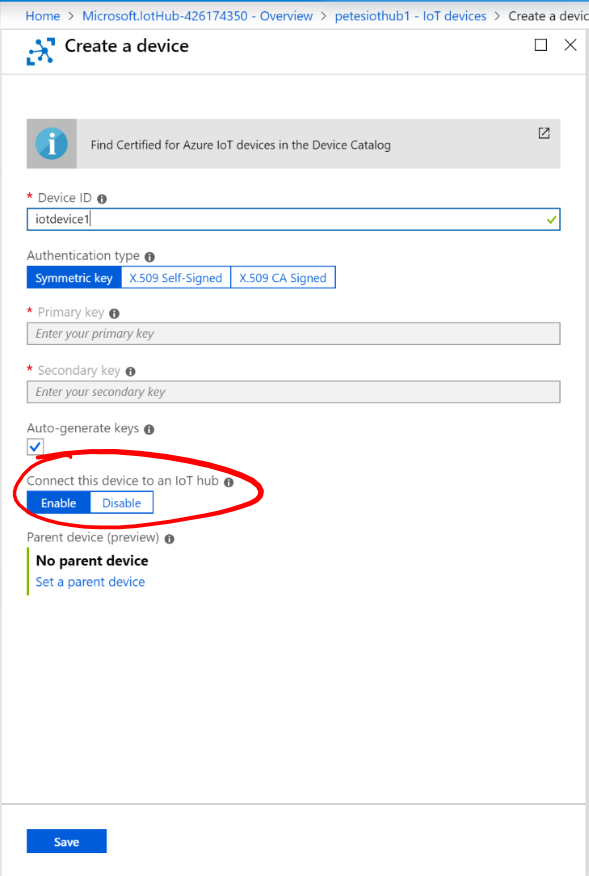 Home > Microsoft.IotHub-426174350 - Overview > petesiothub1 - IoT devices > Create a devic
Create a device
Find Certified for Azure IoT devices in the Device Catalog
* Device ID
iotdevice1
Authentication type
Symmetric key X.509 Self-Signed X.509 CA Signed
* Primary key
Enter your primary key
* Secondary key
Enter your secondary key
Auto-generate keys
Connect this device to an IoT hub
Enable Disable
Parent device (preview)
No parent device
Set a parent device
Save